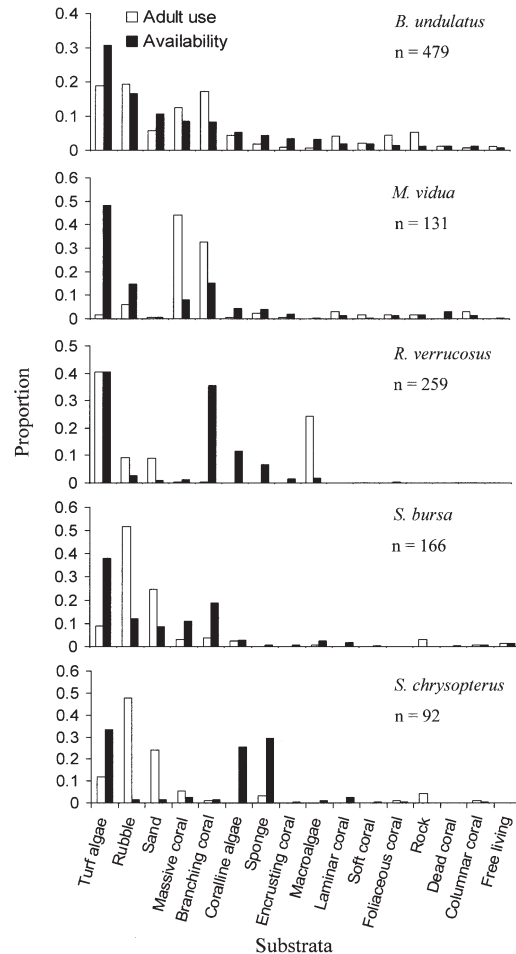 Adult use
Availability
B. undulatus
n = 479
0.4
0.3
0.2
0.1
0
M. vidua
n = 131
0.6
0.5
0.4
0.3
0.2
0.1
0
R. verrucosus
n = 259
0.5
0.4
0.3
0.2
0.1
0
S. bursa
n = 166
0.6
0.5
0.4
0.3
0.2
0.1
0
S. chrysopterus
n = 92
0.6
0.5
0.4
0.3
0.2
0.1
0
Proportion
Turf algae
Rubble
Sand
Massive coral
Branching coral
Coralline algae
Sponge
Encrusting coral
Macroalgae
Laminar coral
Soft coral
Foliaceous coral
Rock
Dead coral
Columnar coral
Free living
Substrata